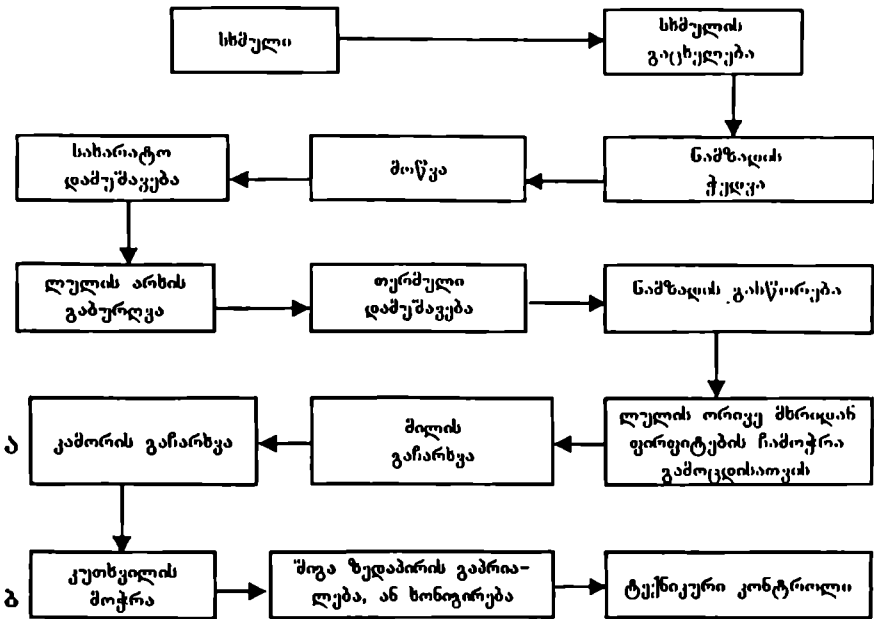 სხმული
სხმულის
გაცხელება
ნამზადის
ჭედვა
მოწვა
სახარატო
დამუშავება
ლულის არხის
გაბურღვა
თერმული
დამუშავება
ნამზადის გასწორება
ლულის ორივე მხრიდან
ფირფიტების ჩამოჭრა
გამოცდისათვის
მილის
გაჩარხვა
კამორის გაჩარხვა
ა
კუთხვილის
მოჭრა
შიგა ზედაპირის გაპრია-
ლება, ან ხონიგირება
ტექნიკური კონტროლი
ბ